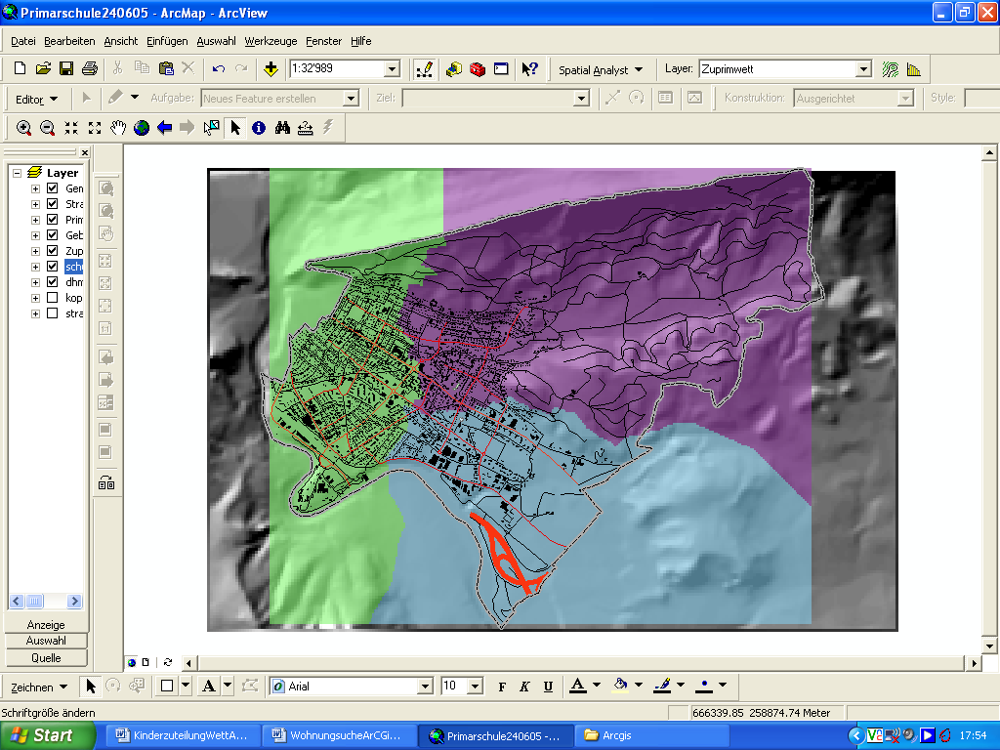 Primarschule240605 - ArcMap - ArcView
Datei Bearbeiten Ansicht Einfügen Auswahl Werkzeuge Fenster Hilfe
1:32'989 Spatial Analyst Layer: Zuprimwett
Editor Aufgabe: Neues Feature erstellen Ziel: Konstruktion: Ausgerichtet Style:
Layer
Gen
Stra
Prim
Geb
Zup
sch
dhm
kop
stra
Anzeige
Auswahl
Quelle
Zeichnen A Arial 10 F K U A
Schriftgröße ändern 666339.85 258874.74 Meter
Start KinderzuteilungWettA... WohnungsucheArCGi... Primarschule240605 -... Arcgis 17:54